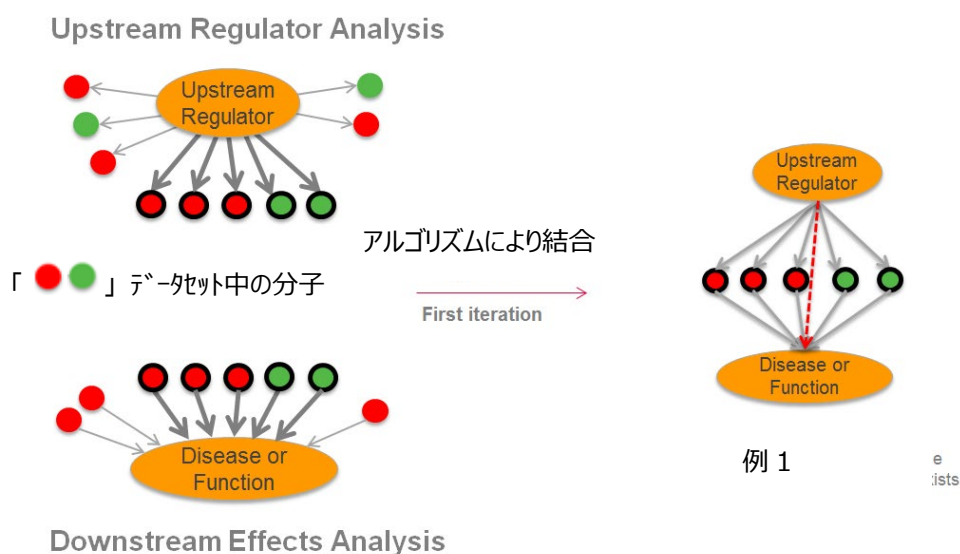 Upstream Regulator Analysis
Upstream
Regulator
Upstream
Regulator
アルゴリズムにより結合
「 」 ﾃﾞｰﾀｾｯﾄ中の分子
First iteration
Disease or
Function
Disease or
Function
例 1
e
Downstream Effects Analysis